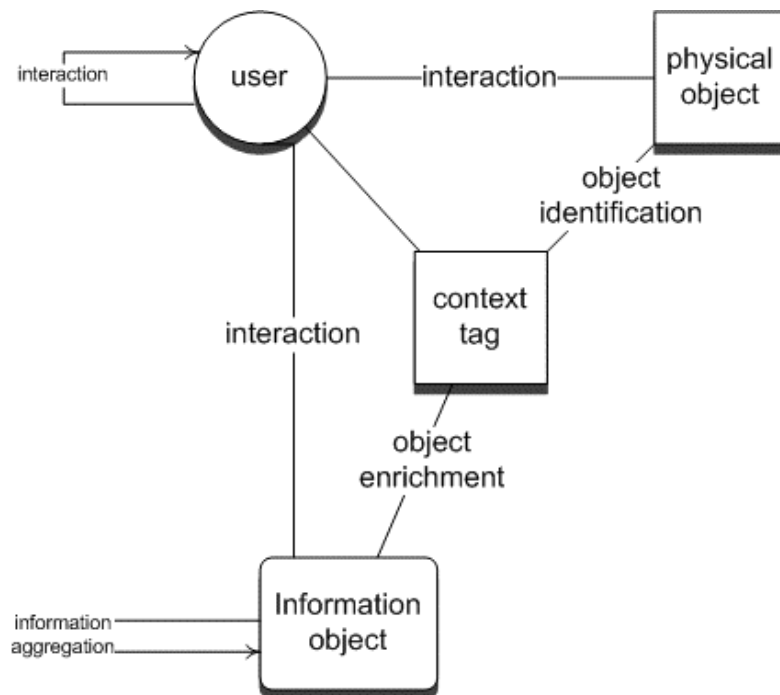 interaction
user
interaction
physical
object
object
identification
context
tag
interaction
object
enrichment
Information
object
information
aggregation